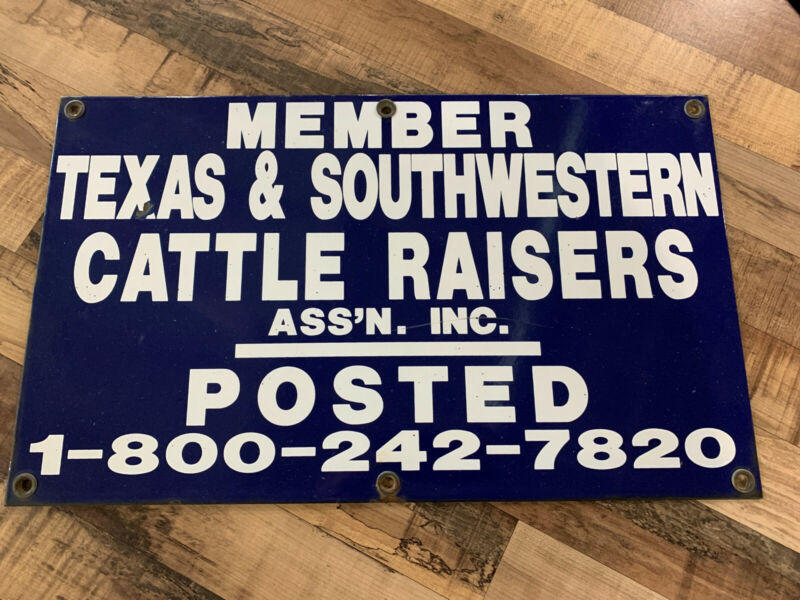 MEMBER
TEXAS & SOUTHWESTERN
CATTLE RAISERS
ASS'N. INC.
POSTED
1-800-242-7820